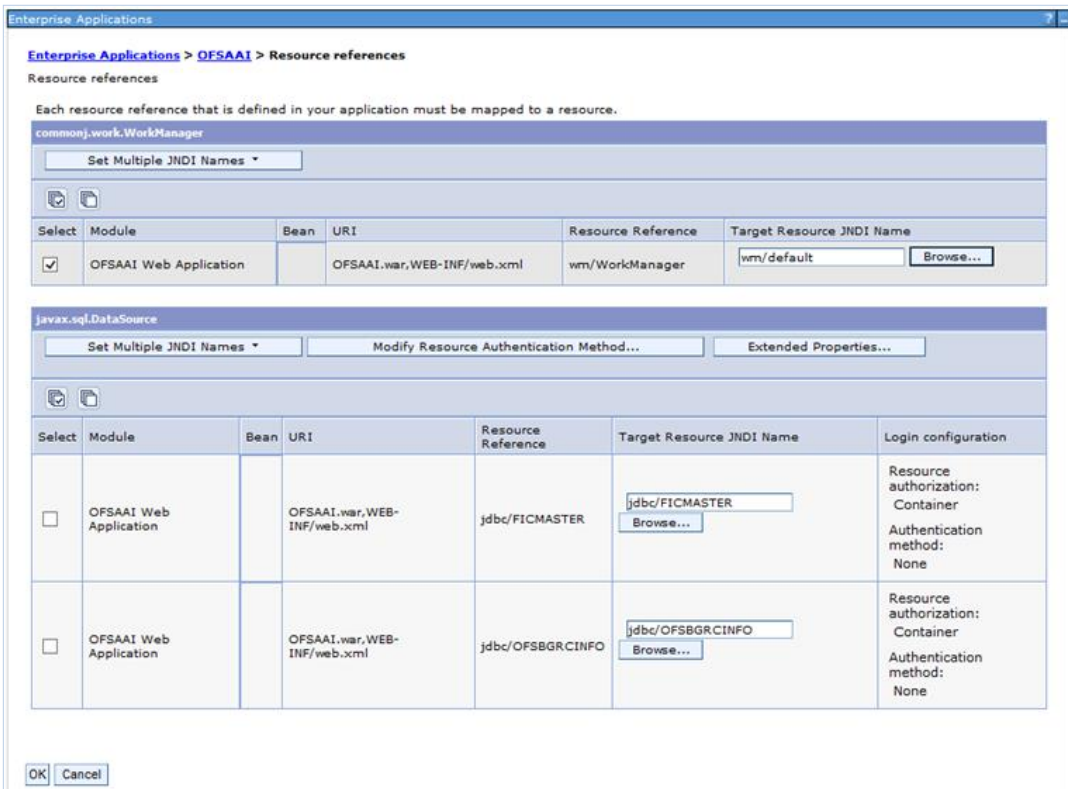 Enterprise Applications
?
Enterprise Applications > OFSAAI > Resource references
Resource references
Each resource reference that is defined in your application must be mapped to a resource.
commonj.work.WorkManager
Set Multiple JNDI Names
Select Module Bean URI Resource Reference Target Resource JNDI Name
OFSAAI Web Application OFSAAI.war,WEB-INF/web.xml wm/WorkManager wm/default Browse...
javax.sql.DataSource
Set Multiple JNDI Names Modify Resource Authentication Method... Extended Properties...
Select Module Bean URI Resource Reference Target Resource JNDI Name Login configuration
OFSAAI Web
Application
OFSAAI.war,WEB-
INF/web.xml
jdbc/FICMASTER
jdbc/FICMASTER
Browse...
Resource
authorization:
Container
Authentication
method:
None
OFSAAI Web
Application
OFSAAI.war,WEB-
INF/web.xml
jdbc/OFSBGRCINFO
jdbc/OFSBGRCINFO
Browse...
Resource
authorization:
Container
Authentication
method:
None
OK Cancel